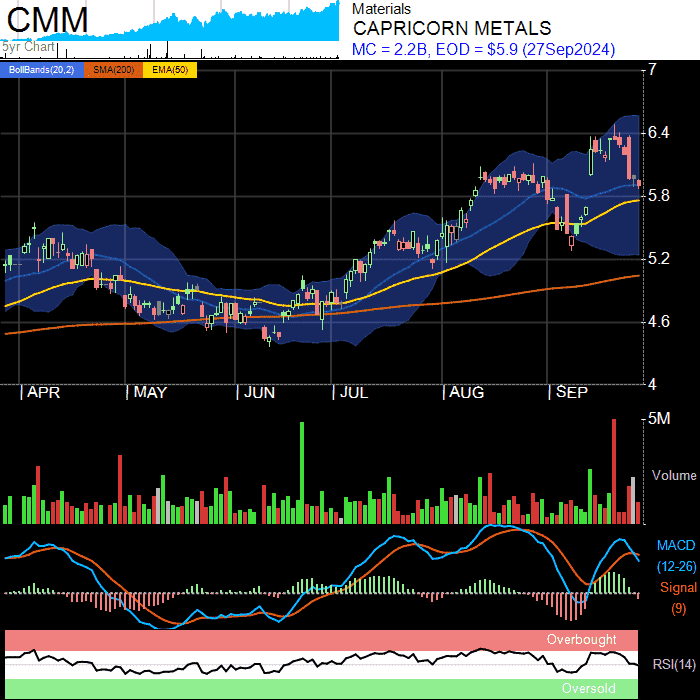 CMM
5yr Chart
Materials
CAPRICORN METALS
MC = 2.2B, EOD = $5.9 (27Sep2024)
BollBands(20,2) SMA(200) EMA(50)
7
6.4
5.8
5.2
4.6
4
APR MAY JUN JUL AUG SEP
5M
Volume
MACD
(12-26)
Signal
(9)
Overbought
RSI(14)
Oversold